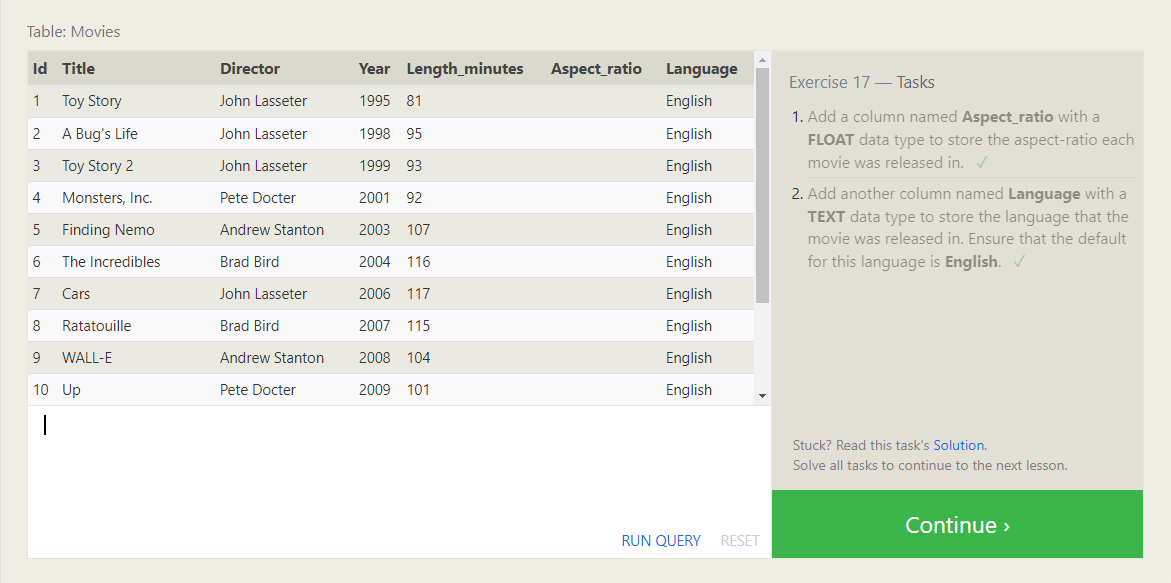 Table: Movies
Id Title Director Year Length_minutes Aspect_ratio Language
1 Toy Story John Lasseter 1995 81 English
2 A Bug's Life John Lasseter 1998 95 English
3 Toy Story 2 John Lasseter 1999 93 English
4 Monsters, Inc. Pete Docter 2001 92 English
5 Finding Nemo Andrew Stanton 2003 107 English
6 The Incredibles Brad Bird 2004 116 English
7 Cars John Lasseter 2006 117 English
8 Ratatouille Brad Bird 2007 115 English
9 WALL-E Andrew Stanton 2008 104 English
10 Up Pete Docter 2009 101 English
RUN QUERY RESET
Exercise 17 — Tasks
1. Add a column named Aspect_ratio with a
FLOAT data type to store the aspect-ratio each
movie was released in. ✓
2. Add another column named Language with a
TEXT data type to store the language that the
movie was released in. Ensure that the default
for this language is English. ✓
Stuck? Read this task's Solution.
Solve all tasks to continue to the next lesson.
Continue ›